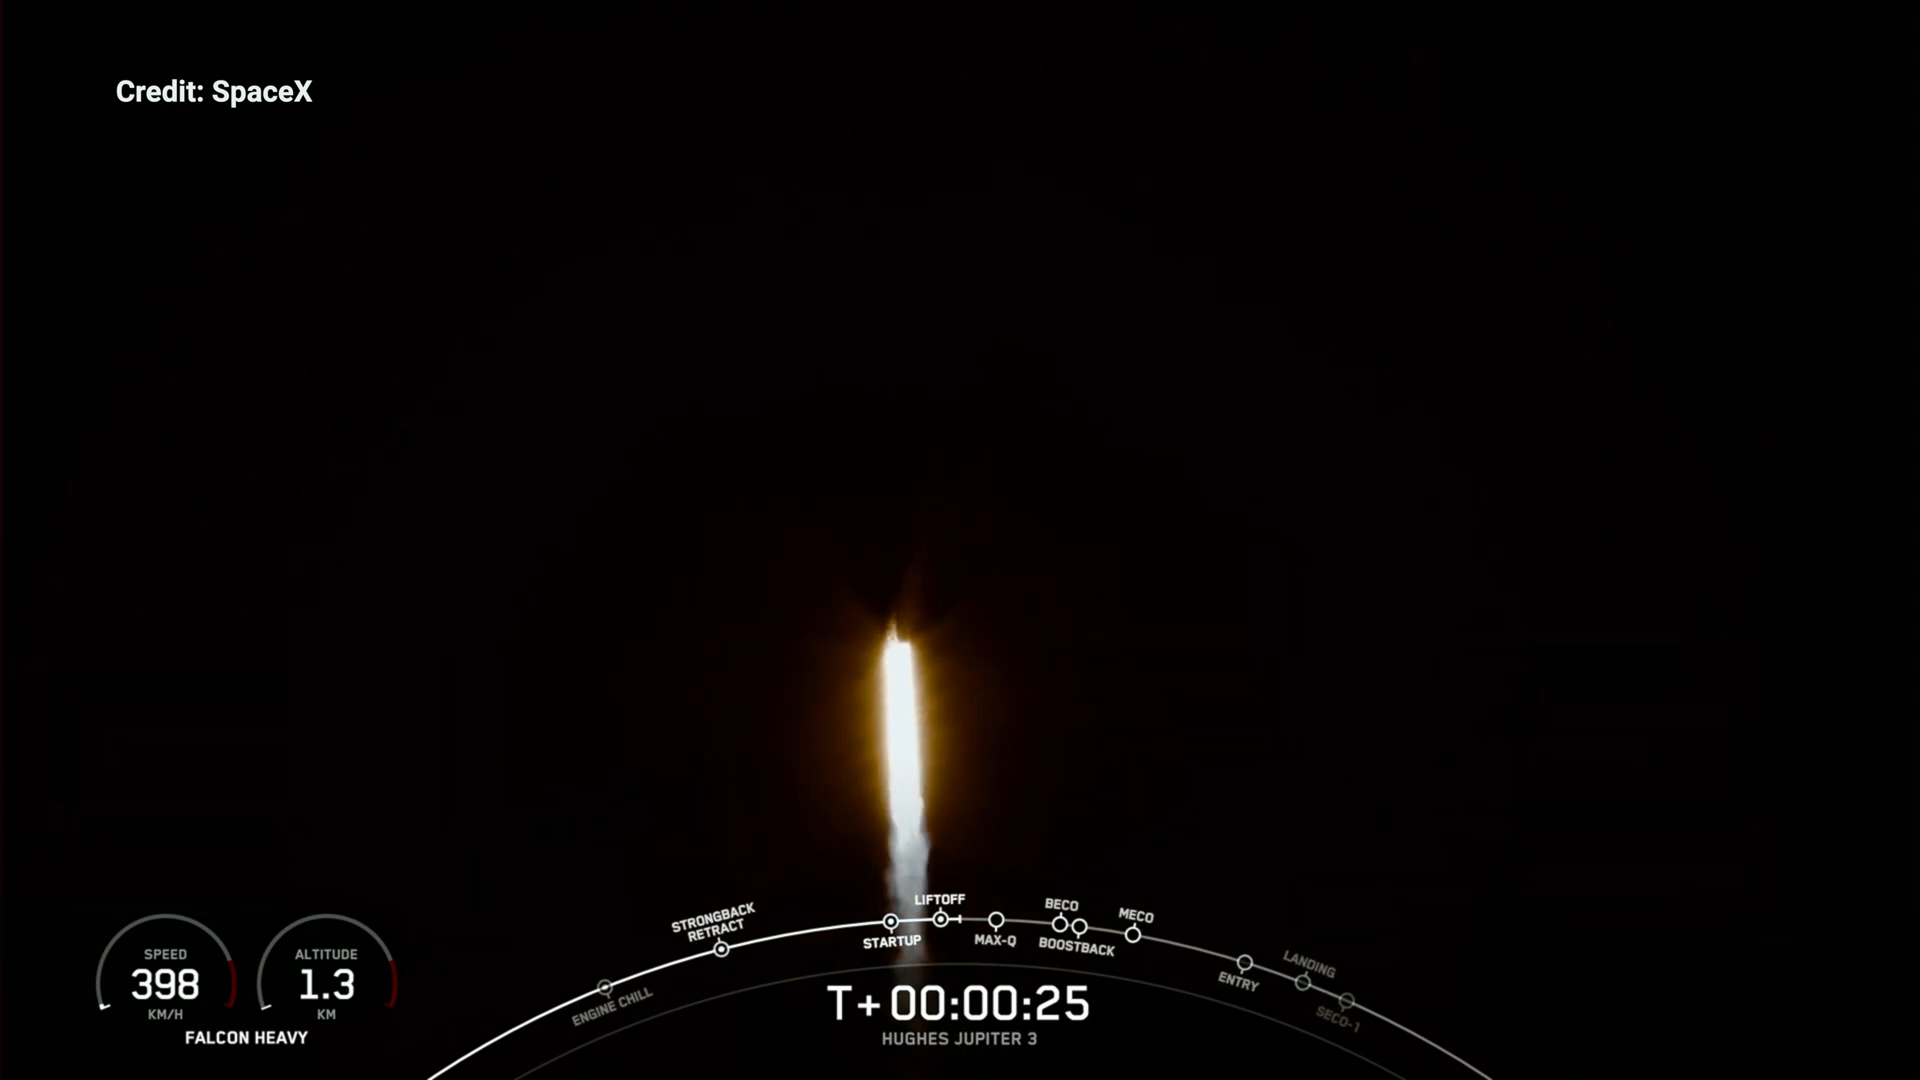 Credit: SpaceX
STRONGBACK
RETRACT
LIFTOFF
BECO
MECO
LANDING
ENGINE CHILL
STARTUP
MAX-Q
BOOSTBACK
ENTRY
SECO-1
SPEED
398
KM/H
ALTITUDE
1.3
KM
FALCON HEAVY
T+00:00:25
HUGHES JUPITER 3